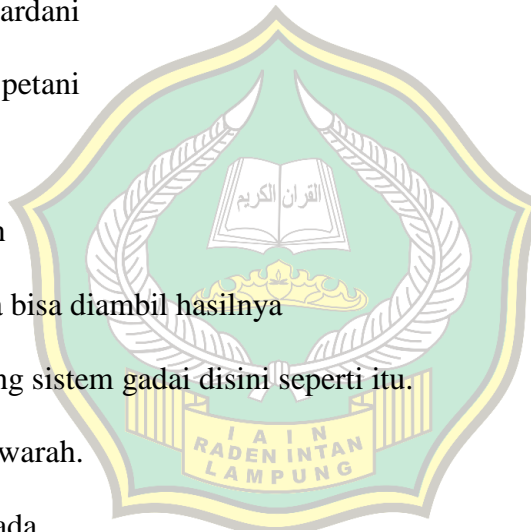 ardani
petani
القران الكريم
n
a bisa diambil hasilnya
ng sistem gadai disini seperti itu.
warah.
I A I N
RADEN INTAN
LAMPUNG
ada